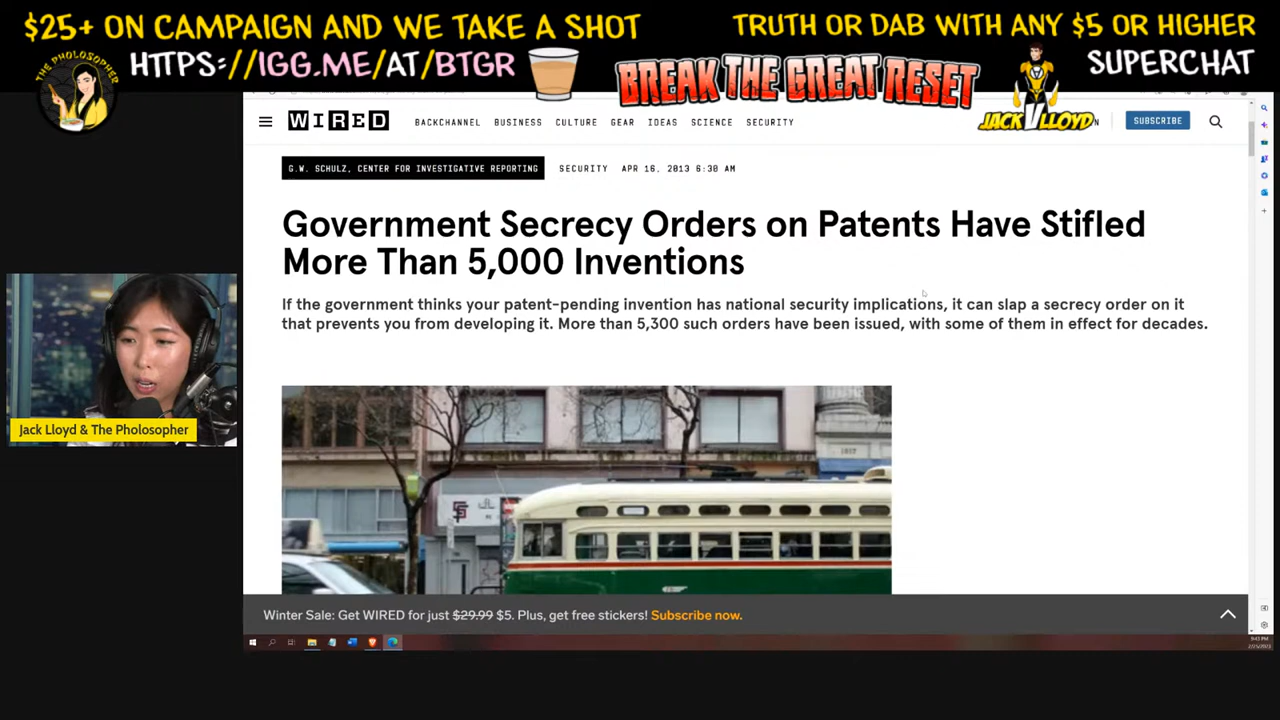 $25+ ON CAMPAIGN AND WE TAKE A SHOT
HTTPS://IGG.ME/AT/BTGR
THE PHOLOSOPHER
BREAK THE GREAT RESET
TRUTH OR DAB WITH ANY $5 OR HIGHER
SUPERCHAT
JACK LLOYD
WIRED
BACKCHANNEL BUSINESS CULTURE GEAR IDEAS SCIENCE SECURITY
SUBSCRIBE
G.W. SCHULZ, CENTER FOR INVESTIGATIVE REPORTING SECURITY APR 16, 2013 6:30 AM
Government Secrecy Orders on Patents Have Stifled
More Than 5,000 Inventions
If the government thinks your patent-pending invention has national security implications, it can slap a secrecy order on it
that prevents you from developing it. More than 5,300 such orders have been issued, with some of them in effect for decades.
Jack Lloyd & The Pholosopher
Winter Sale: Get WIRED for just $29.99 $5. Plus, get free stickers! Subscribe now.